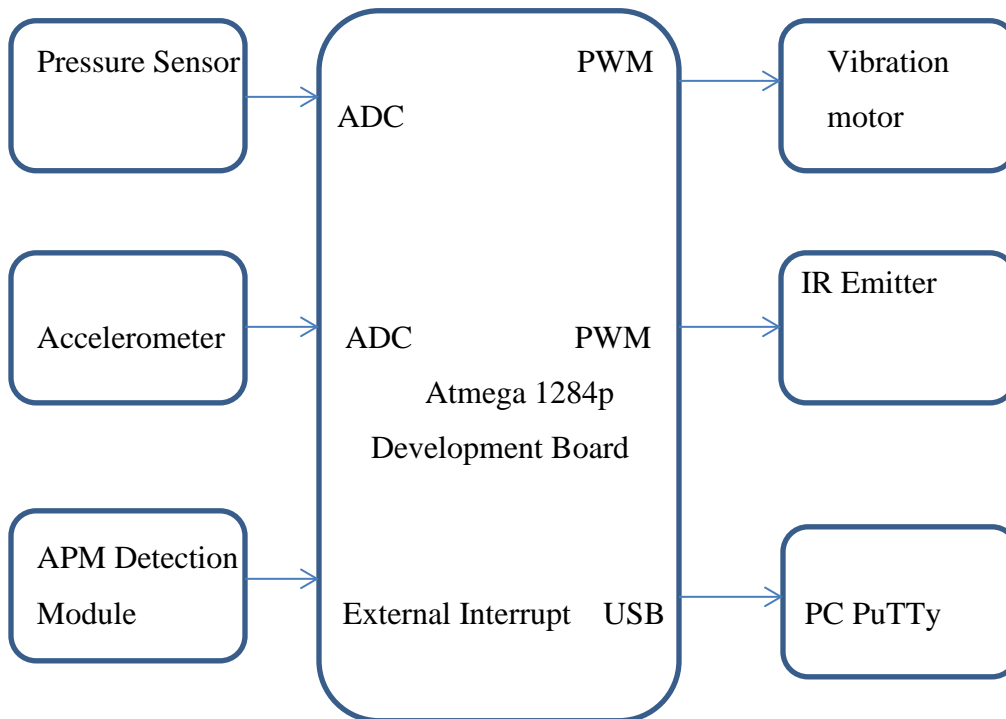 Pressure Sensor
ADC
PWM
Vibration
motor
Accelerometer
ADC
PWM
IR Emitter
Atmega 1284p
Development Board
APM Detection
Module
External Interrupt
USB
PC PuTTy